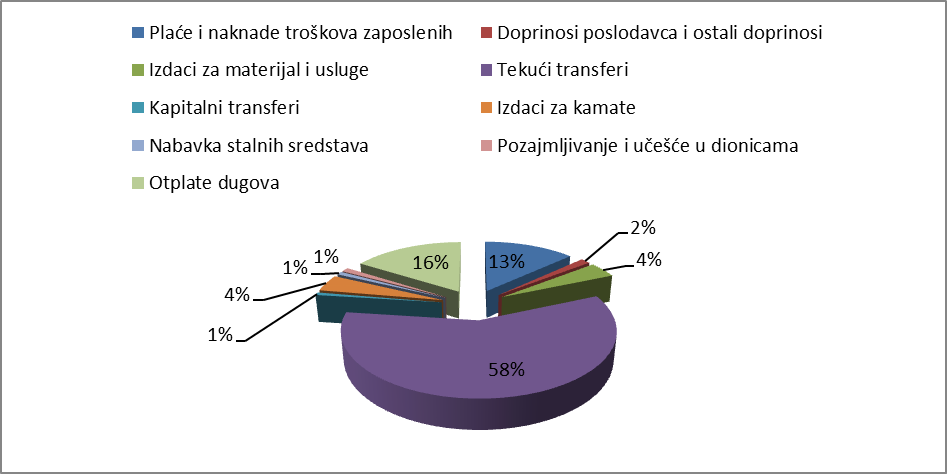 Plaće i naknade troškova zaposlenih
Doprinosi poslodavca i ostali doprinosi
Izdaci za materijal i usluge
Tekući transferi
Kapitalni transferi
Izdaci za kamate
Nabavka stalnih sredstava
Pozajmljivanje i učešće u dionicama
Otplate dugova
13%
2%
4%
58%
1%
4%
1%
1%
16%